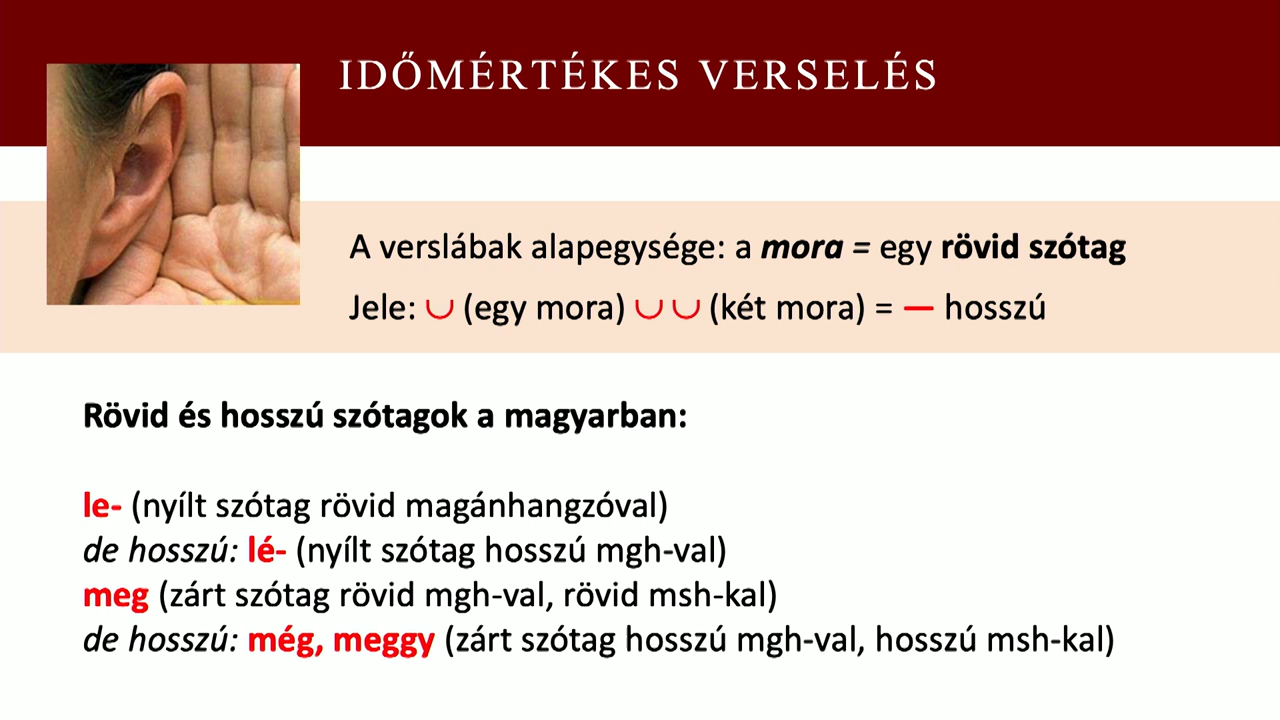 IDŐMÉRTÉKES VERSELÉS
A verslábak alapegysége: a mora = egy rövid szótag
Jele: ∪ (egy mora) ∪ ∪ (két mora) = — hosszú
Rövid és hosszú szótagok a magyarban:
le- (nyílt szótag rövid magánhangzóval)
de hosszú: lé- (nyílt szótag hosszú mgh-val)
meg (zárt szótag rövid mgh-val, rövid msh-kal)
de hosszú: még, meggy (zárt szótag hosszú mgh-val, hosszú msh-kal)